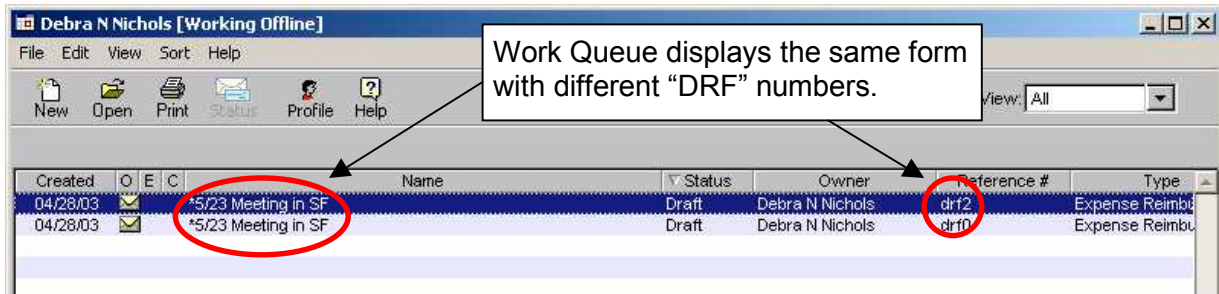 Debra N Nichols [Working Offline]
File Edit View Sort Help
Work Queue displays the same form
with different “DRF” numbers.
New Open Print Status Profile Help
View: All
Created O E C Name Status Owner Reference # Type
04/28/03 *5/23 Meeting in SF Draft Debra N Nichols drf2 Expense Reimbu
04/28/03 *5/23 Meeting in SF Draft Debra N Nichols drf0 Expense Reimbu